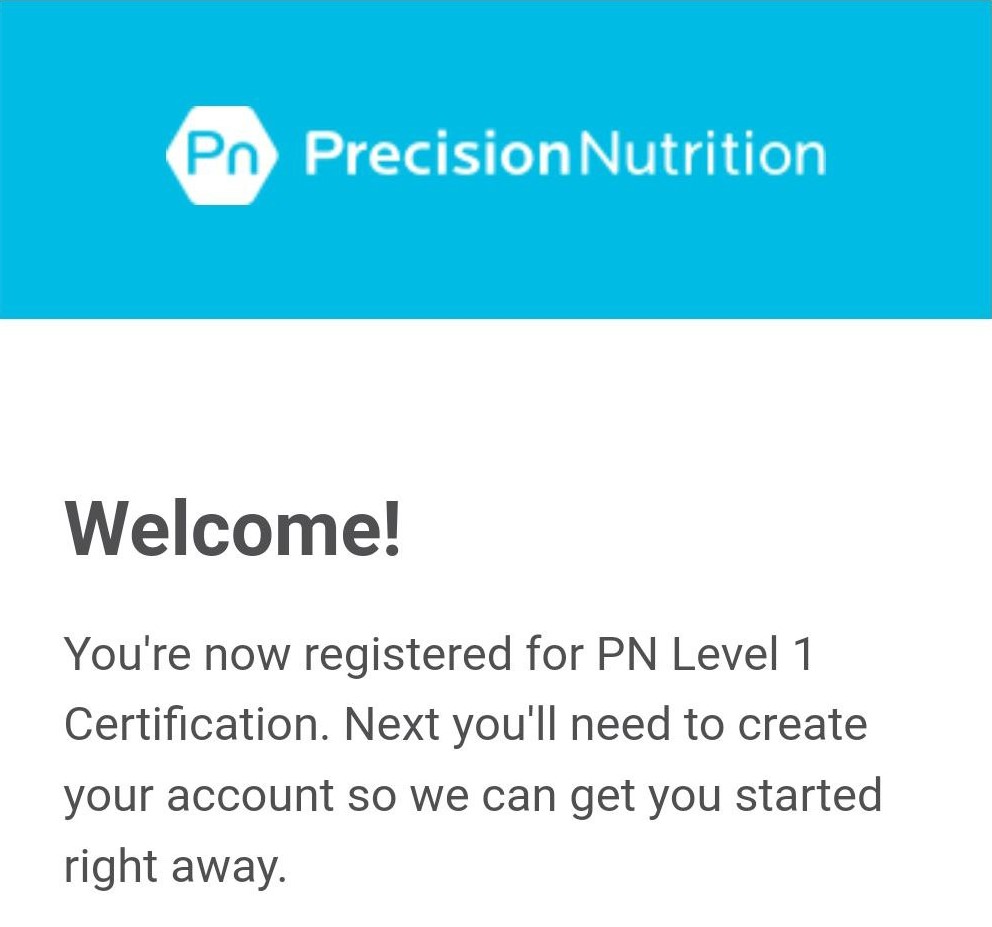 Pn PrecisionNutrition
Welcome!
You're now registered for PN Level 1
Certification. Next you'll need to create
your account so we can get you started
right away.